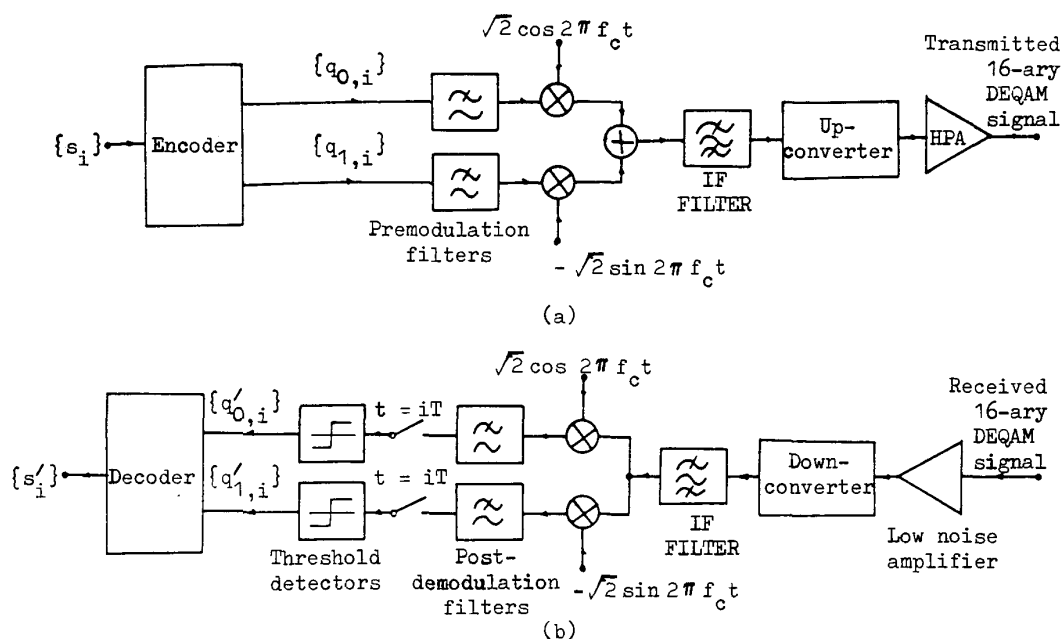 √2 cos 2π f_c t
Transmitted
16-ary
DEQAM
signal
{q_0,i}
{s_i}
Encoder
{q_1,i}
Up-
converter
HPA
IF
FILTER
Premodulation
filters
- √2 sin 2π f_c t
(a)
√2 cos 2π f_c t
Received
16-ary
DEQAM
signal
{q'_0,i}
t = iT
{s'_i}
Decoder
{q'_1,i}
t = iT
Down-
converter
IF
FILTER
Low noise
amplifier
Threshold
detectors
Post-
demodulation
filters
-√2 sin 2π f_c t
(b)